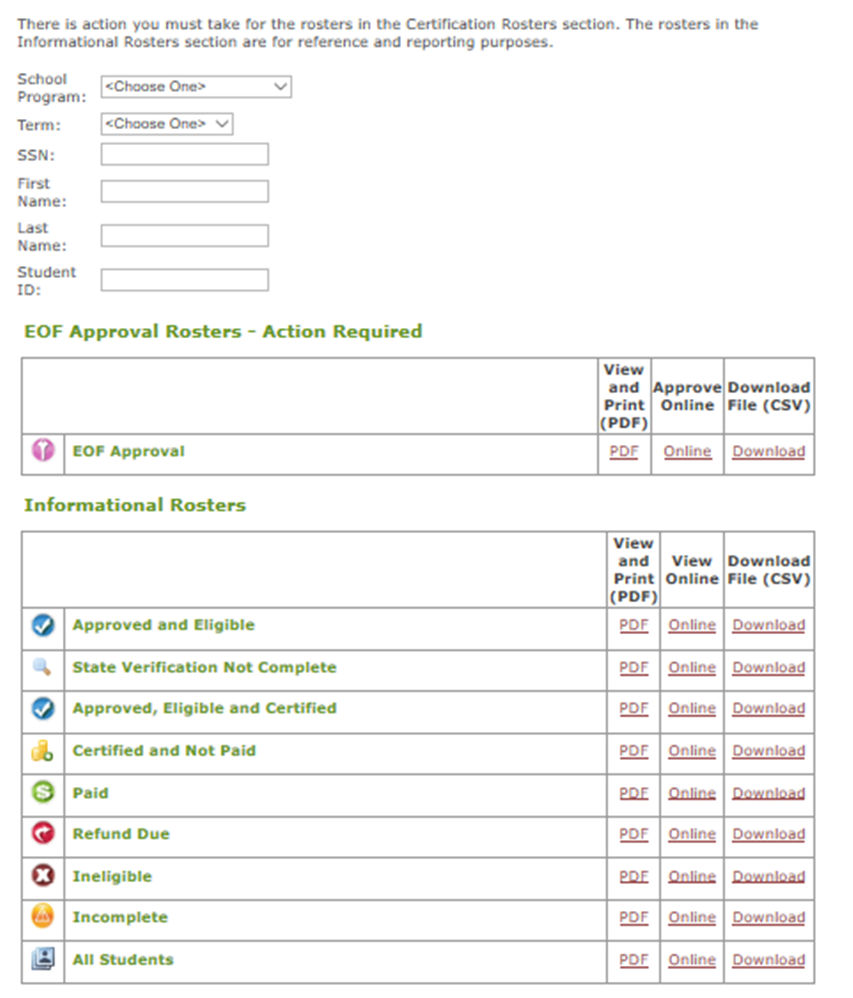 There is action you must take for the rosters in the Certification Rosters section. The rosters in the
Informational Rosters section are for reference and reporting purposes.
School
Program:
<Choose One>
Term:
<Choose One>
SSN:
First
Name:
Last
Name:
Student
ID:
EOF Approval Rosters - Action Required
View and Print (PDF) Approve Online Download File (CSV)
EOF Approval PDF Online Download
Informational Rosters
View and Print (PDF) View Online Download File (CSV)
Approved and Eligible PDF Online Download
State Verification Not Complete PDF Online Download
Approved, Eligible and Certified PDF Online Download
Certified and Not Paid PDF Online Download
Paid PDF Online Download
Refund Due PDF Online Download
Ineligible PDF Online Download
Incomplete PDF Online Download
All Students PDF Online Download